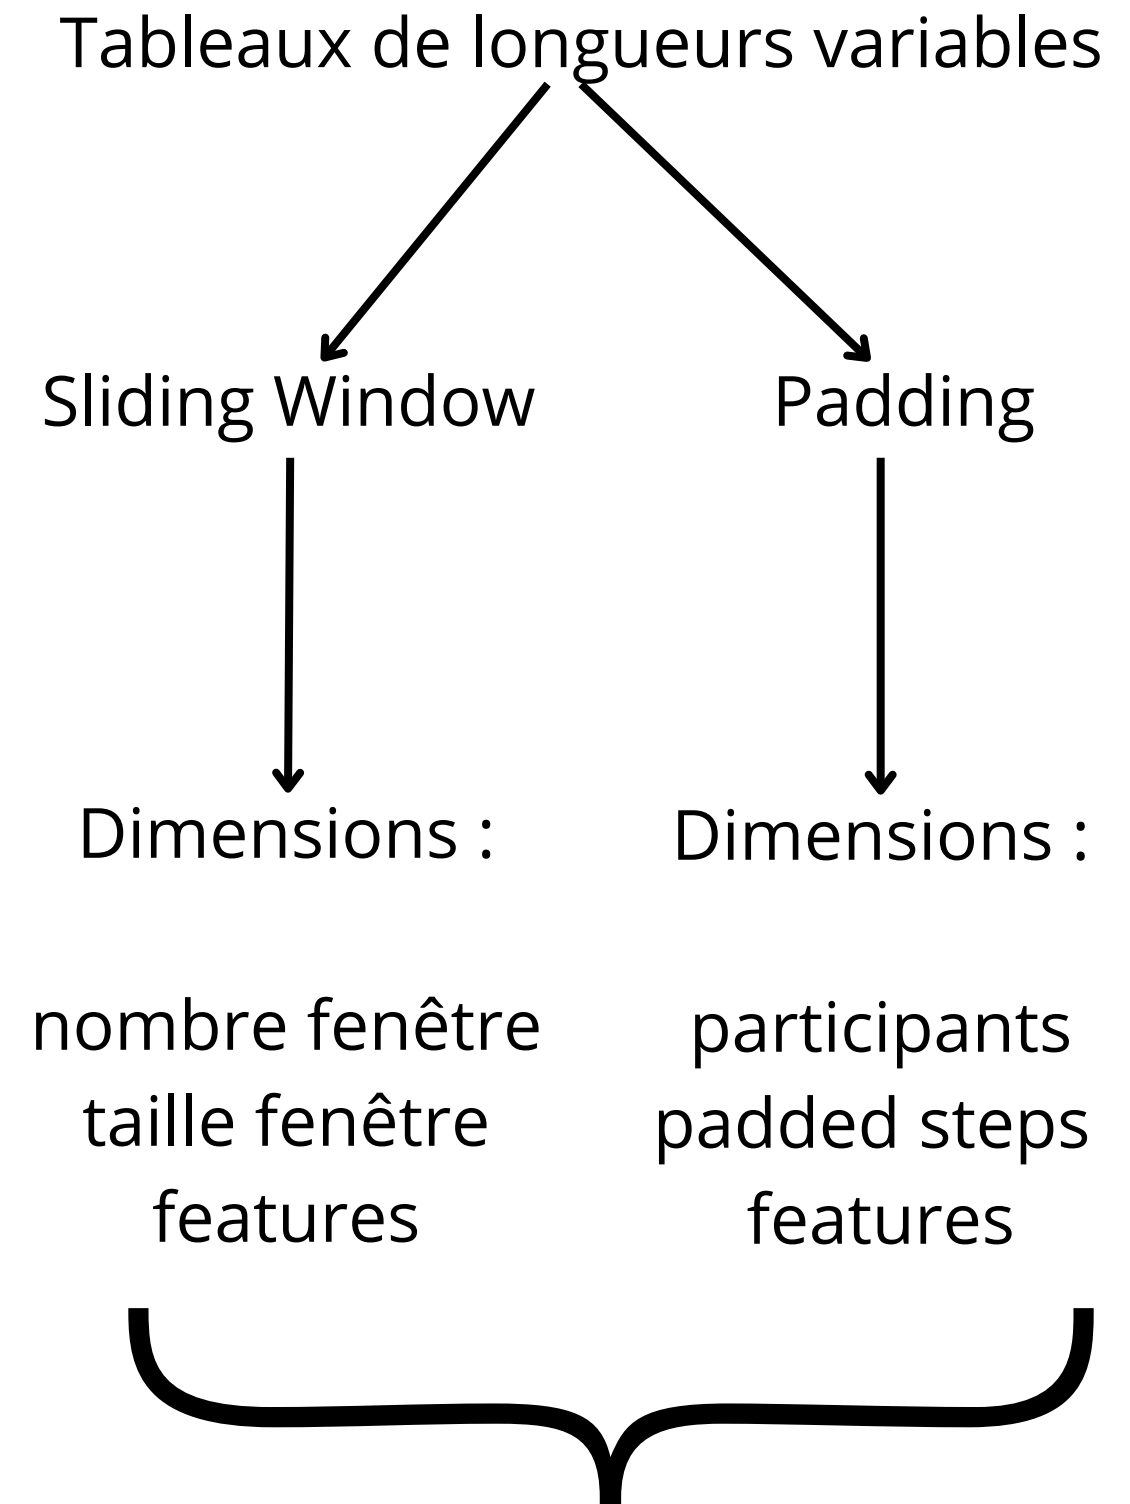 Tableaux de longueurs variables
Sliding Window
Padding
Dimensions :
nombre fenêtre
taille fenêtre
features
Dimensions :
participants
padded steps
features